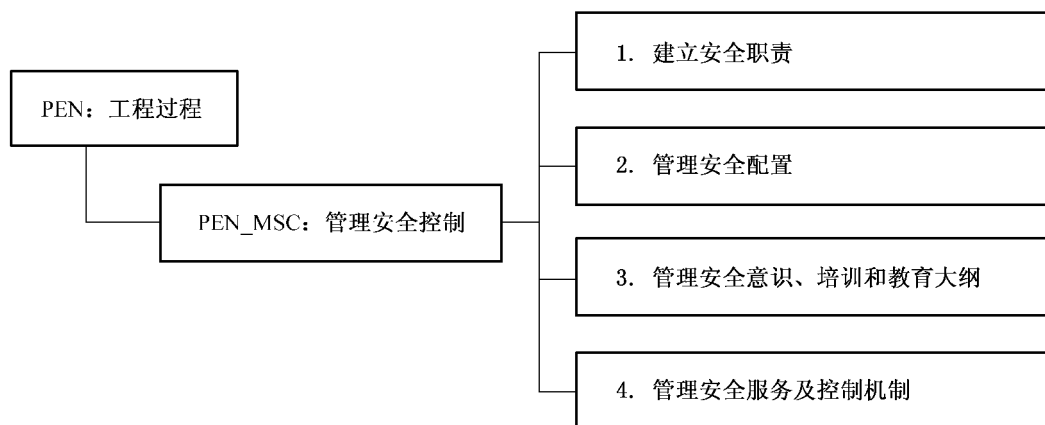 PEN：工程过程
PEN_MSC：管理安全控制
1. 建立安全职责
2. 管理安全配置
3. 管理安全意识、培训和教育大纲
4. 管理安全服务及控制机制